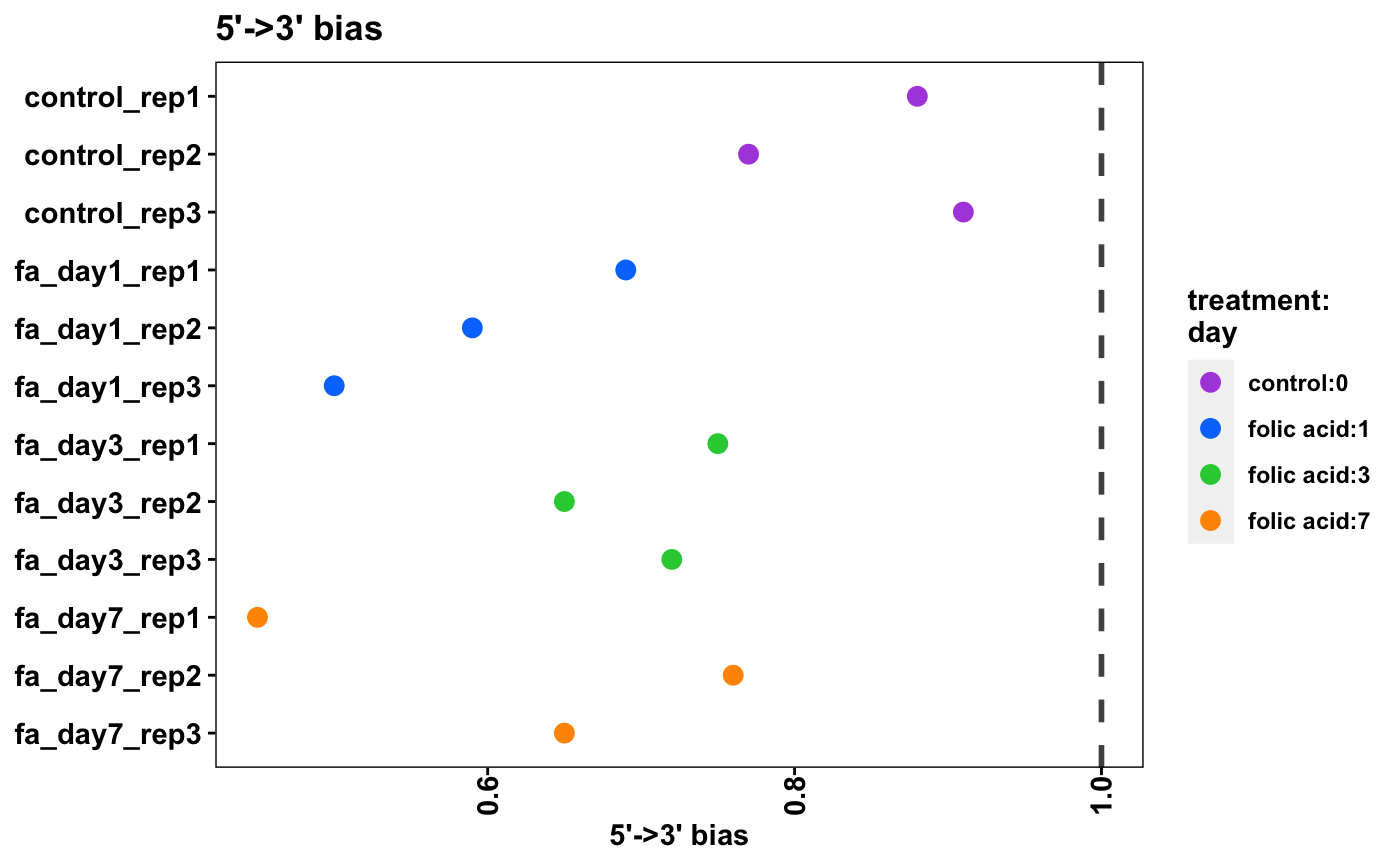 5'->3' bias
control_rep1
control_rep2
control_rep3
fa_day1_rep1
fa_day1_rep2
fa_day1_rep3
fa_day3_rep1
fa_day3_rep2
fa_day3_rep3
fa_day7_rep1
fa_day7_rep2
fa_day7_rep3
0.6
0.8
1.0
5'->3' bias
treatment:
day
control:0
folic acid:1
folic acid:3
folic acid:7